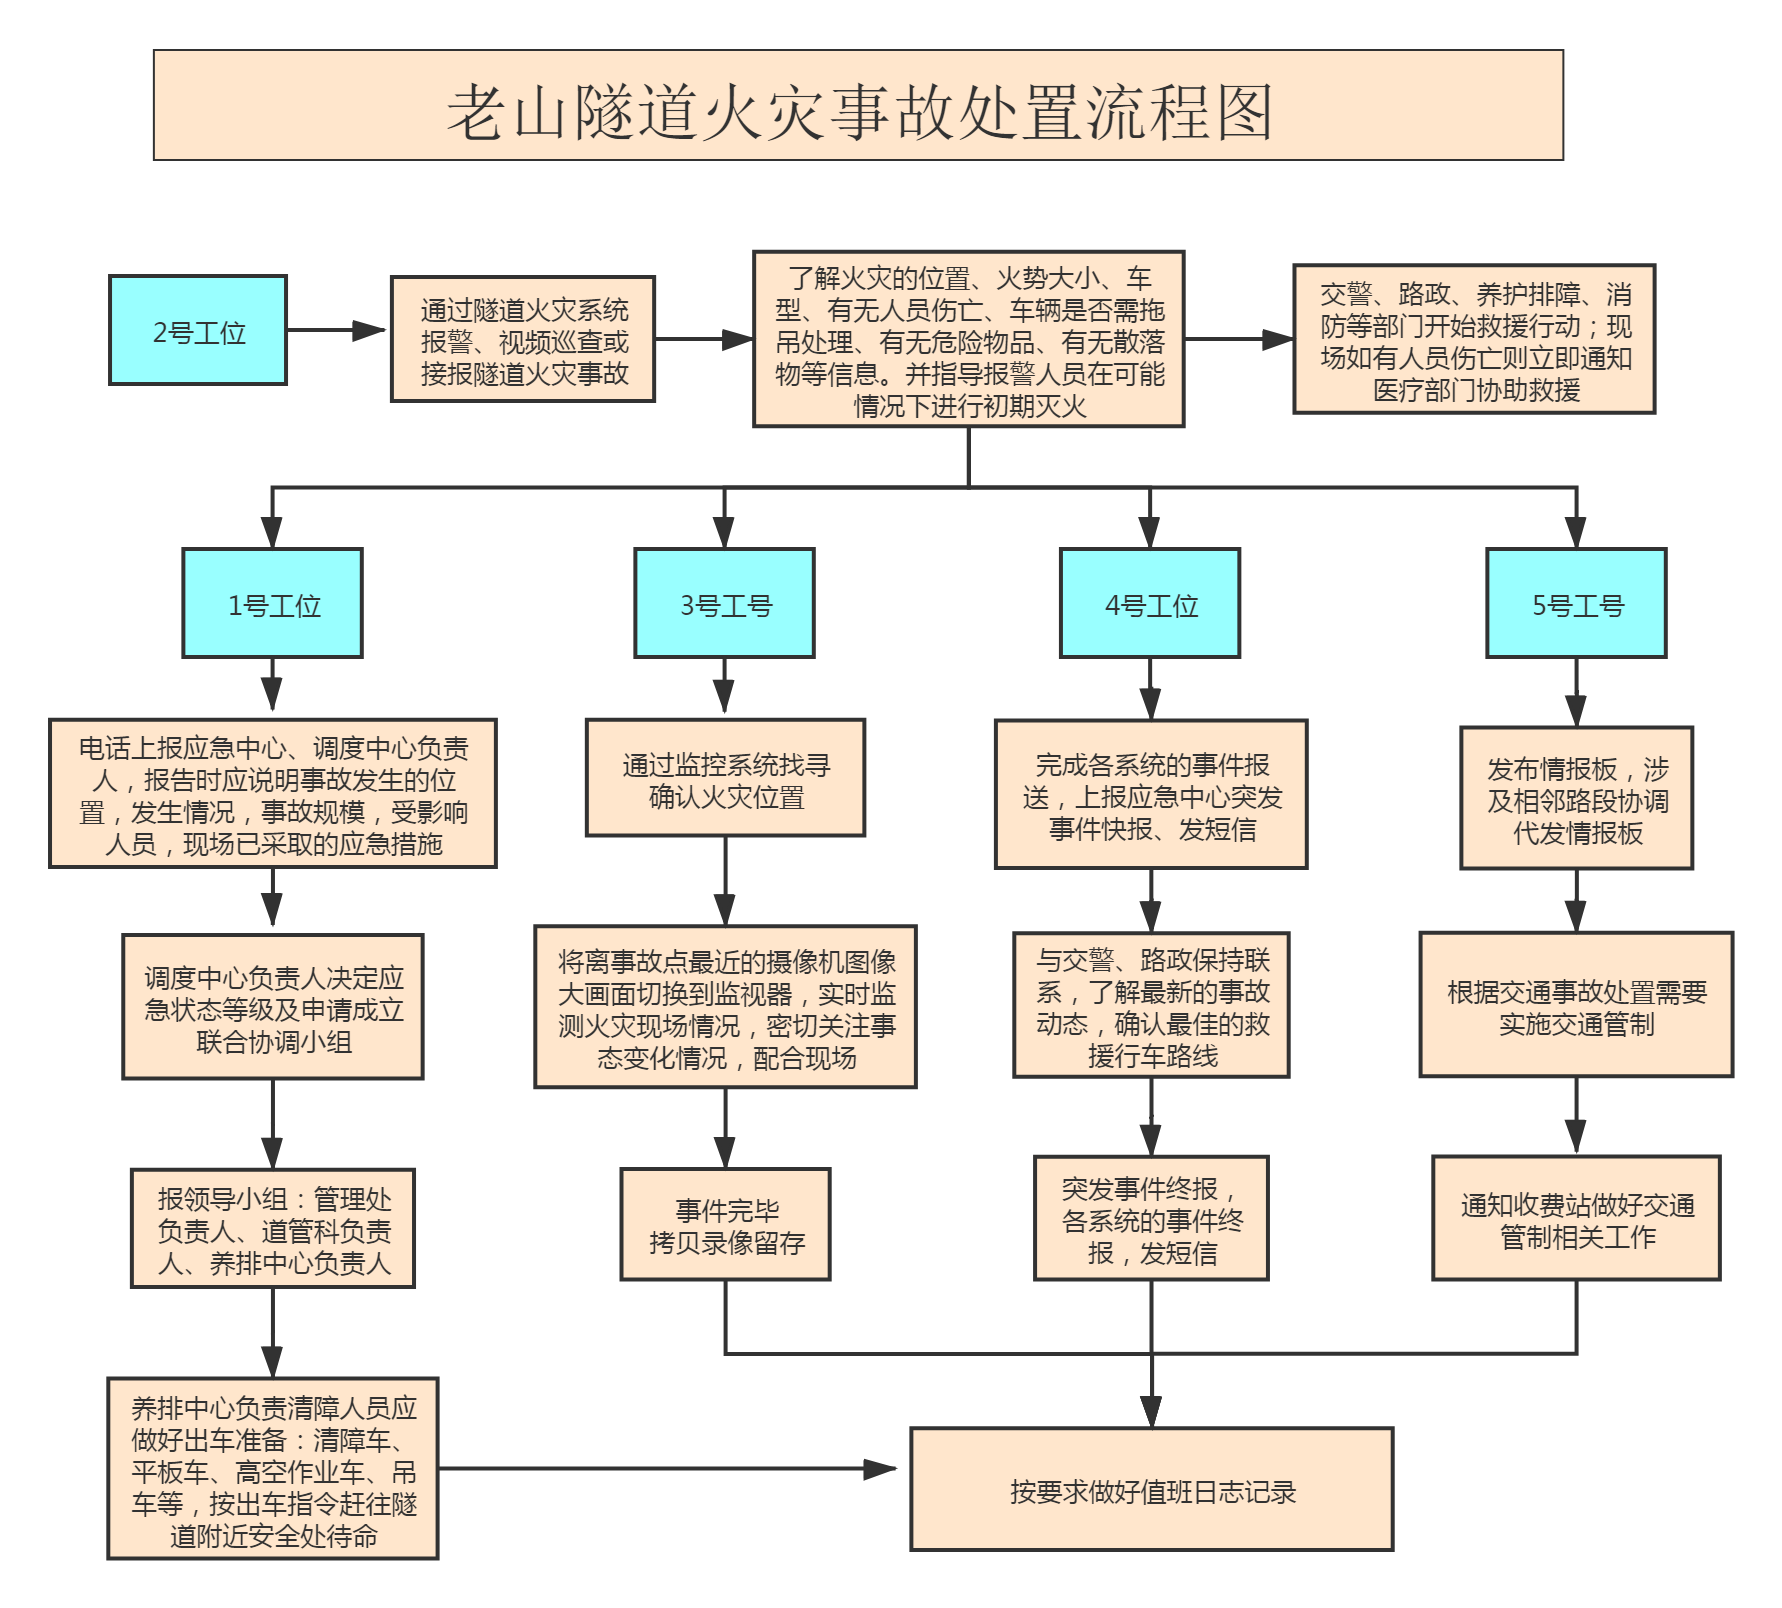 老山隧道火灾事故处置流程图
2号工位
通过隧道火灾系统
报警、视频巡查或
接报隧道火灾事故
了解火灾的位置、火势大小、车
型、有无人员伤亡、车辆是否需拖
吊处理、有无危险物品、有无散落
物等信息。并指导报警人员在可能
情况下进行初期灭火
交警、路政、养护排障、消
防等部门开始救援行动；现
场如有人员伤亡则立即通知
医疗部门协助救援
1号工位
3号工号
4号工位
5号工号
电话上报应急中心、调度中心负责
人，报告时应说明事故发生的位
置，发生情况，事故规模，受影响
人员，现场已采取的应急措施
通过监控系统找寻
确认火灾位置
完成各系统的事件报
送，上报应急中心突发
事件快报、发短信
发布情报板，涉
及相邻路段协调
代发情报板
调度中心负责人决定应
急状态等级及申请成立
联合协调小组
将离事故点最近的摄像机图像
大画面切换到监视器，实时监
测火灾现场情况，密切关注事
态变化情况，配合现场
与交警、路政保持联
系，了解最新的事故
动态，确认最佳的救
援行车路线
根据交通事故处置需要
实施交通管制
报领导小组：管理处
负责人、道管科负责
人、养排中心负责人
事件完毕
拷贝录像留存
突发事件终报，
各系统的事件终
报，发短信
通知收费站做好交通
管制相关工作
养排中心负责清障人员应
做好出车准备：清障车、
平板车、高空作业车、吊
车等，按出车指令赶往隧
道附近安全处待命
按要求做好值班日志记录